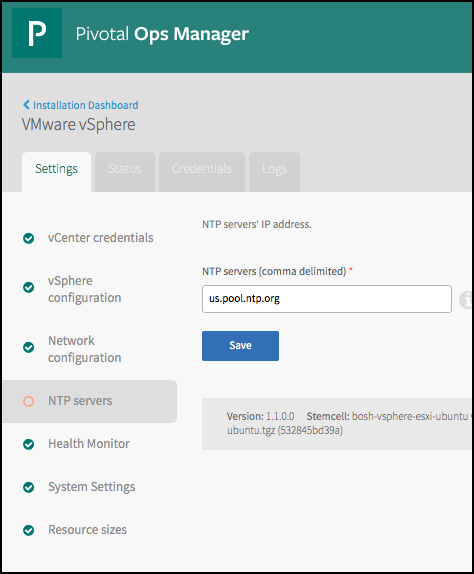 P
Pivotal Ops Manager
Installation Dashboard
VMware vSphere
Settings
Status
Credentials
Logs
vCenter credentials
vSphere
configuration
Network
configuration
NTP servers
Health Monitor
System Settings
Resource sizes
NTP servers' IP address.
NTP servers (comma delimited) *
us.pool.ntp.org
Save
Version: 1.1.0.0 Stemcell: bosh-vsphere-esxi-ubuntu
ubuntu.tgz (532845bd39a)